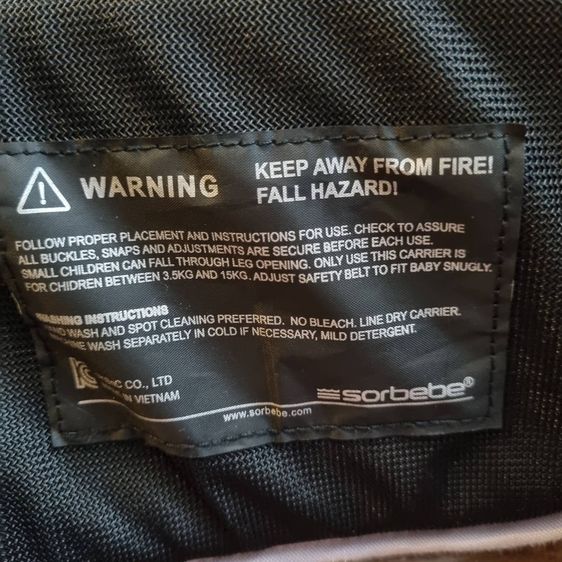 WARNING
KEEP AWAY FROM FIRE!
FALL HAZARD!
FOLLOW PROPER PLACEMENT AND INSTRUCTIONS FOR USE. CHECK TO ASSURE
ALL BUCKLES, SNAPS AND ADJUSTMENTS ARE SECURE BEFORE EACH USE.
SMALL CHILDREN CAN FALL THROUGH LEG OPENING. ONLY USE THIS CARRIER IS
FOR CHIDREN BETWEEN 3.5KG AND 15KG. ADJUST SAFETY BELT TO FIT BABY SNUGLY.
INSTRUCTIONS
WASH AND SPOT CLEANING PREFERRED. NO BLEACH. LINE DRY CARRIER.
WASH SEPARATELY IN COLD IF NECESSARY, MILD DETERGENT.
CO., LTD
IN VIETNAM
sorbebe®
www.sorbebe.com